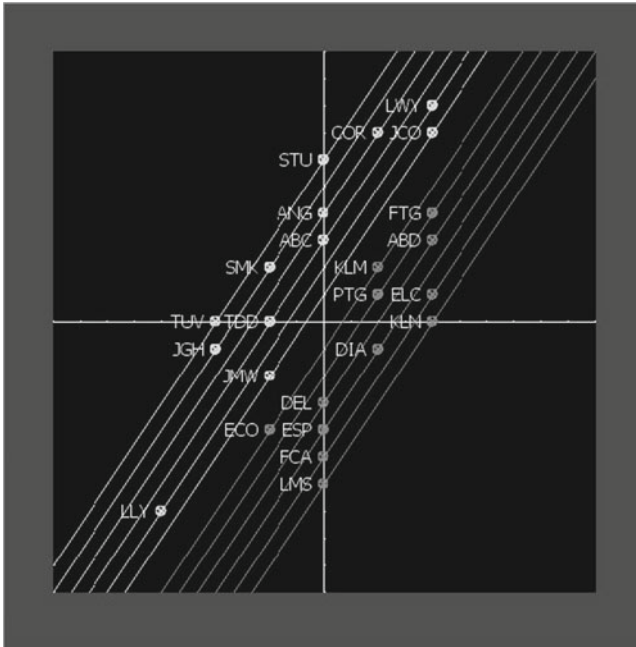 LWY
COR JCO
STU
ANG FTG
ABC ABD
SMK KLM
PTG ELC
TUV TDD KLN
JGH DIA
JMW
DEL
ECO ESP
FCA
LMS
LLY